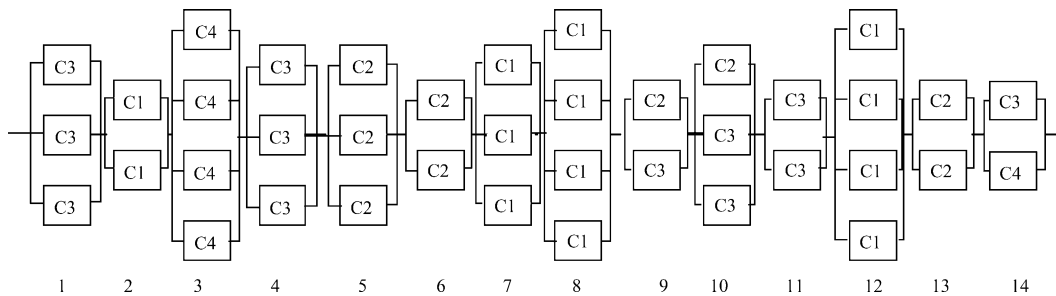 C4 C1 C1
C3 C3 C2 C1 C2
C1 C4 C2 C1 C2 C3 C1 C2 C3
C3 C3 C2 C1 C3
C1 C4 C2 C1 C3 C3 C1 C2 C4
C3 C3 C2 C1 C3
C4 C1 C1
1 2 3 4 5 6 7 8 9 10 11 12 13 14